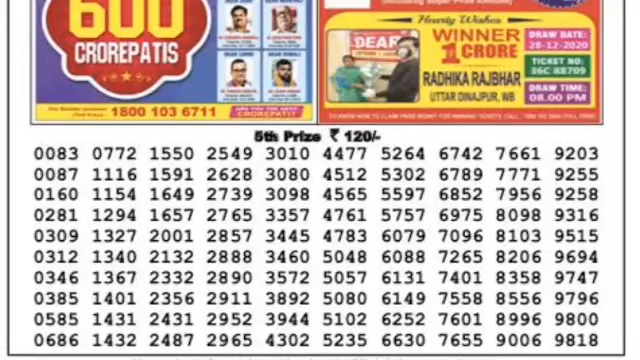 600
CROREPATIS
1800 103 6711
Hearty Wishes
WINNER
1 CRORE
RADHIKA RAJBHAR
UTTAR DINAJPUR, WB
DRAW DATE:
28-12-2020
TICKET NO:
36C 88709
DRAW TIME:
08.00 PM
DEAR
5th Prize ₹ 120/-
0083 0772 1550 2549 3010 4477 5264 6742 7661 9203
0087 1116 1591 2628 3080 4512 5302 6789 7771 9255
0160 1154 1649 2739 3098 4565 5597 6852 7956 9258
0281 1294 1657 2765 3357 4761 5757 6975 8098 9316
0309 1327 2001 2857 3445 4783 6079 7096 8103 9515
0312 1340 2132 2888 3460 5048 6088 7265 8206 9694
0346 1367 2332 2890 3572 5057 6131 7401 8358 9747
0385 1401 2356 2911 3892 5080 6149 7558 8556 9796
0585 1431 2431 2952 3944 5102 6252 7601 8996 9800
0686 1432 2487 2965 4302 5235 6630 7655 9006 9818